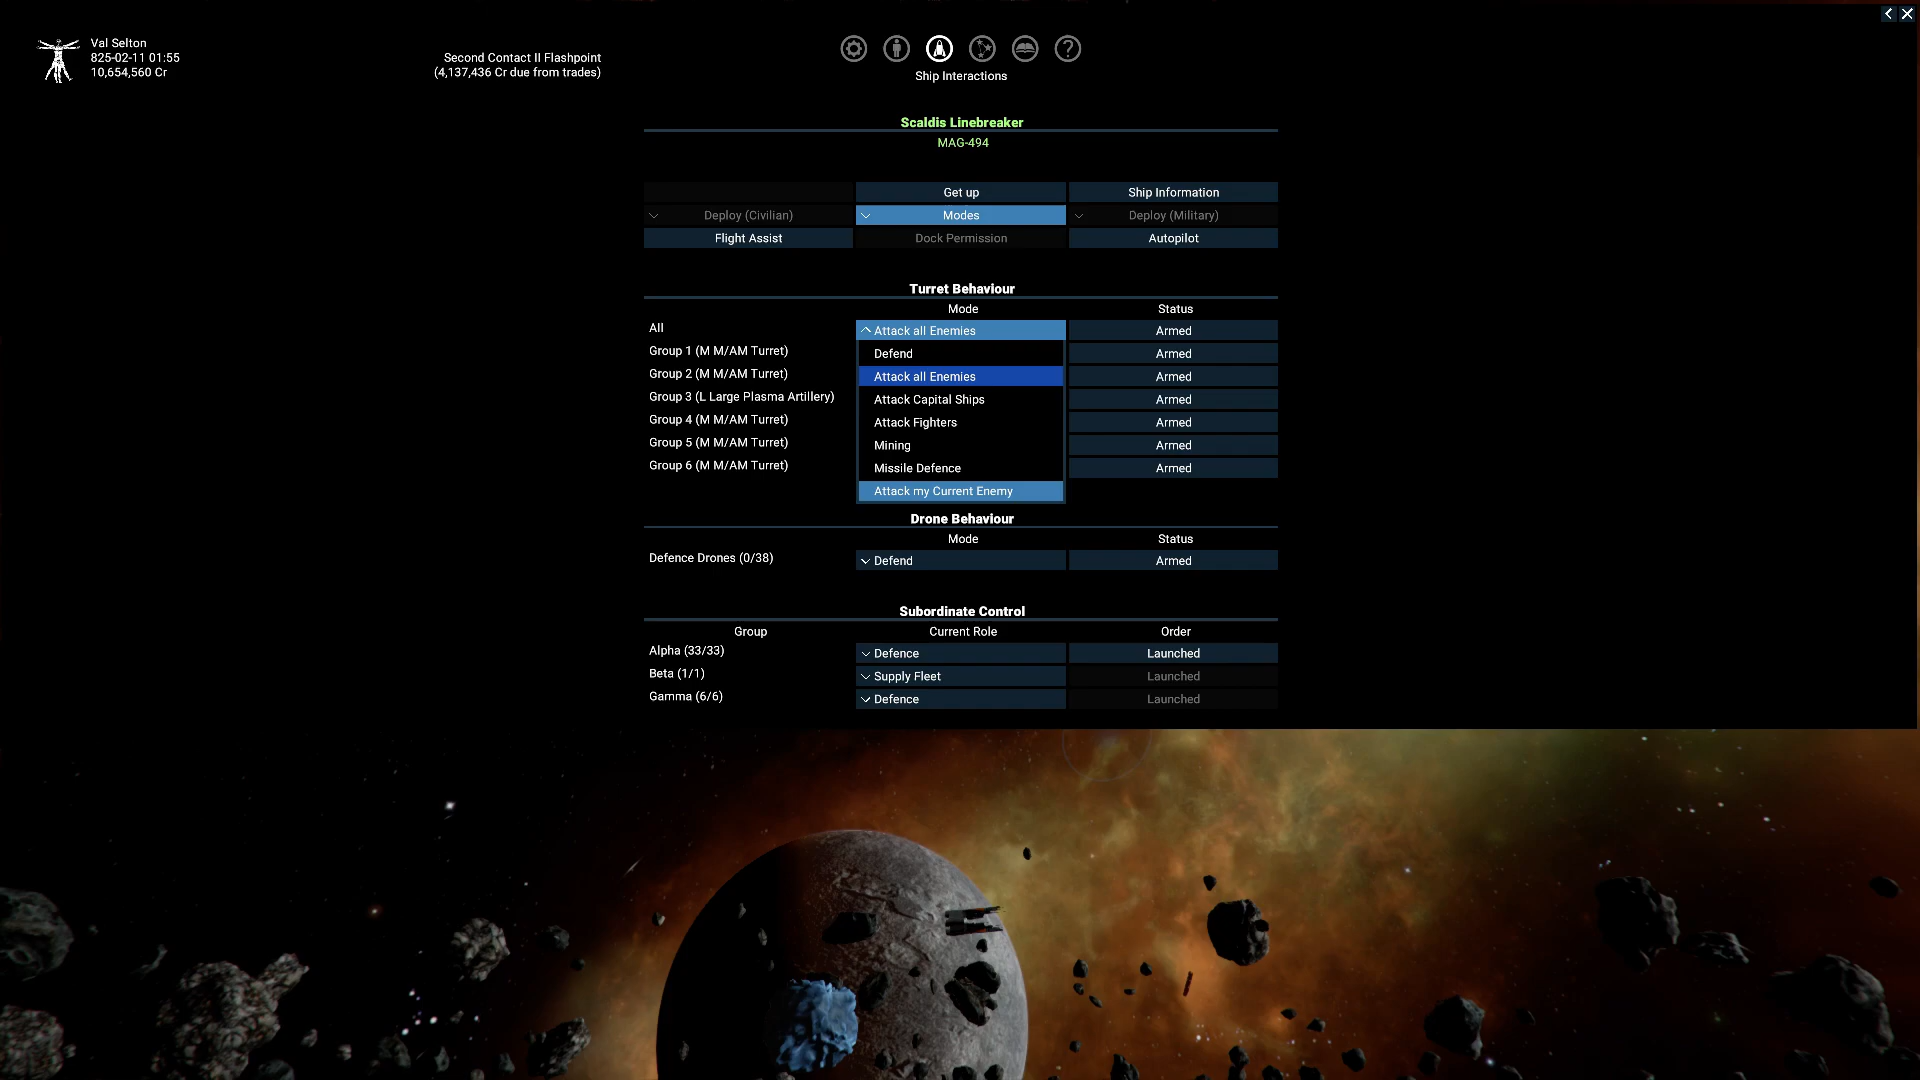 Val Selton
825-02-11 01:55
10,654,560 Cr
Second Contact II Flashpoint
(4,137,436 Cr due from trades)
?
Ship Interactions
Scaldis Linebreaker
MAG-494
Get up
Ship Information
Deploy (Civilian)
Modes
Deploy (Military)
Flight Assist
Dock Permission
Autopilot
Turret Behaviour
Mode
Status
All
Attack all Enemies
Armed
Group 1 (M M/AM Turret)
Defend
Armed
Group 2 (M M/AM Turret)
Attack all Enemies
Armed
Group 3 (L Large Plasma Artillery)
Attack Capital Ships
Armed
Group 4 (M M/AM Turret)
Attack Fighters
Armed
Group 5 (M M/AM Turret)
Mining
Armed
Group 6 (M M/AM Turret)
Missile Defence
Armed
Attack my Current Enemy
Drone Behaviour
Mode
Status
Defence Drones (0/38)
Defend
Armed
Subordinate Control
Group
Current Role
Order
Alpha (33/33)
Defence
Launched
Beta (1/1)
Supply Fleet
Launched
Gamma (6/6)
Defence
Launched